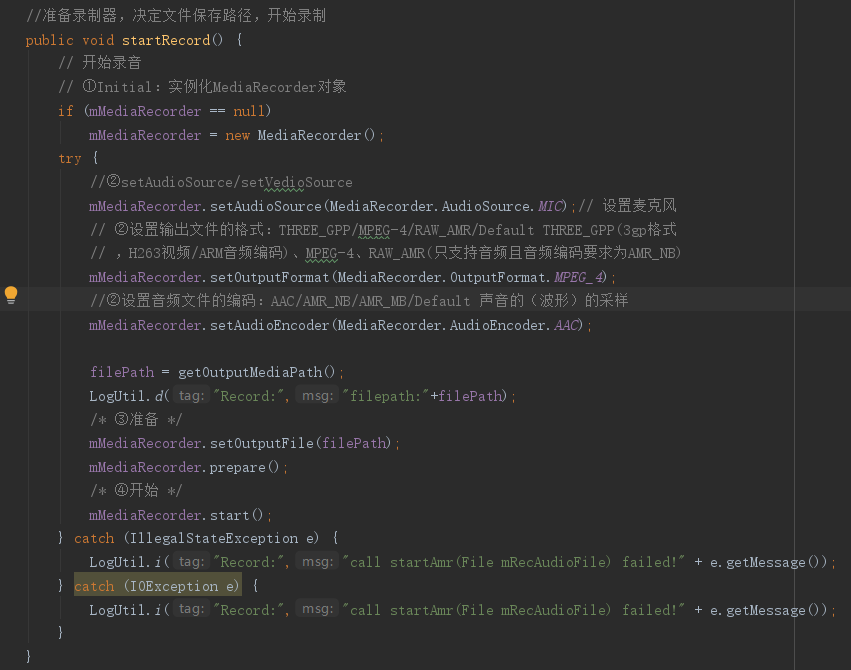 //准备录制器，决定文件保存路径，开始录制
public void startRecord() {
// 开始录音
// ①Initial：实例化MediaRecorder对象
if (mMediaRecorder == null)
mMediaRecorder = new MediaRecorder();
try {
//②setAudioSource/setVedioSource
mMediaRecorder.setAudioSource(MediaRecorder.AudioSource.MIC);// 设置麦克风
// ②设置输出文件的格式：THREE_GPP/MPEG-4/RAW_AMR/Default THREE_GPP(3gp格式
// ，H263视频/ARM音频编码)、MPEG-4、RAW_AMR(只支持音频且音频编码要求为AMR_NB)
mMediaRecorder.setOutputFormat(MediaRecorder.OutputFormat.MPEG_4);
//②设置音频文件的编码：AAC/AMR_NB/AMR_MB/Default 声音的（波形）的采样
mMediaRecorder.setAudioEncoder(MediaRecorder.AudioEncoder.AAC);
filePath = getOutputMediaPath();
LogUtil.d( tag: "Record:", msg: "filepath:"+filePath);
/* ③准备 */
mMediaRecorder.setOutputFile(filePath);
mMediaRecorder.prepare();
/* ④开始 */
mMediaRecorder.start();
} catch (IllegalStateException e) {
LogUtil.i( tag: "Record:", msg: "call startAmr(File mRecAudioFile) failed!" + e.getMessage());
} catch (IOException e) {
LogUtil.i( tag: "Record:", msg: "call startAmr(File mRecAudioFile) failed!" + e.getMessage());
}
}